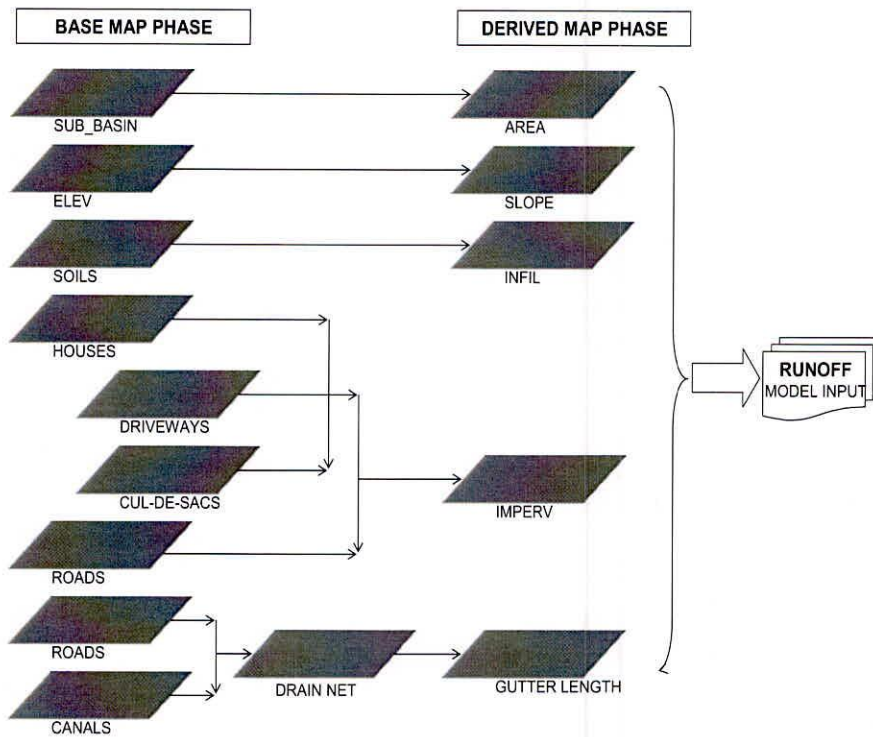 BASE MAP PHASE
DERIVED MAP PHASE
SUB_BASIN
AREA
ELEV
SLOPE
SOILS
INFIL
HOUSES
DRIVEWAYS
CUL-DE-SACS
IMPERV
ROADS
ROADS
DRAIN NET
GUTTER LENGTH
CANALS
RUNOFF
MODEL INPUT